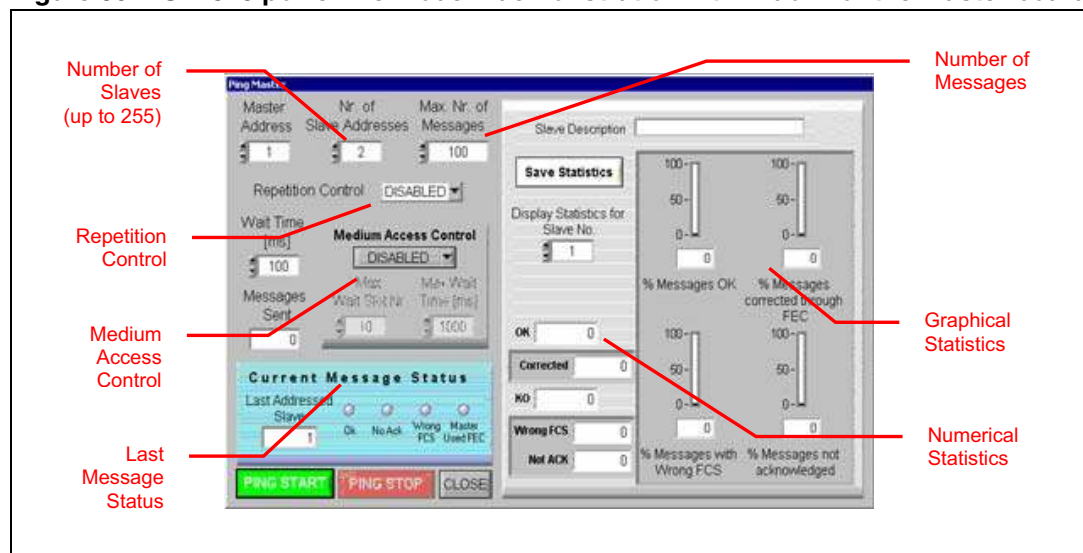 Number of
Slaves
(up to 255)
Number of
Messages
Repetition
Control
Medium
Access
Control
Last
Message
Status
Graphical
Statistics
Numerical
Statistics
Ping Master
Master
Address
Nr. of
Slave Addresses
Max. Nr. of
Messages
1
2
100
Repetition Control DISABLED
Wait Time
[ms]
100
Medium Access Control
DISABLED
Max
Wait Slot Nr
Max Wait
Time [ms]
10
1000
Messages
Sent
0
Current Message Status
Last Addressed
Slave
1
Ok
No Ack
Wrong
FCS
Master
Used FEC
PING START
PING STOP
CLOSE
Slave Description
Save Statistics
Display Statistics for
Slave No.
1
OK 0
Corrected 0
KO 0
Wrong FCS 0
Not ACK 0
100
50
0
0
% Messages OK
100
50
0
0
% Messages
corrected through
FEC
100
50
0
0
% Messages with
Wrong FCS
100
50
0
0
% Messages not
acknowledged